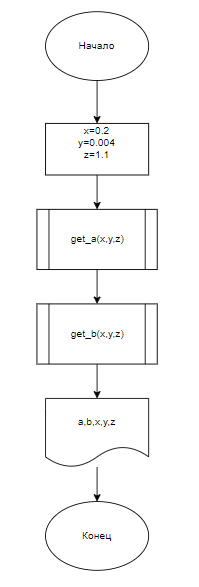 Начало
x=0.2
y=0.004
z=1.1
get_a(x,y,z)
get_b(x,y,z)
a,b,x,y,z
Конец